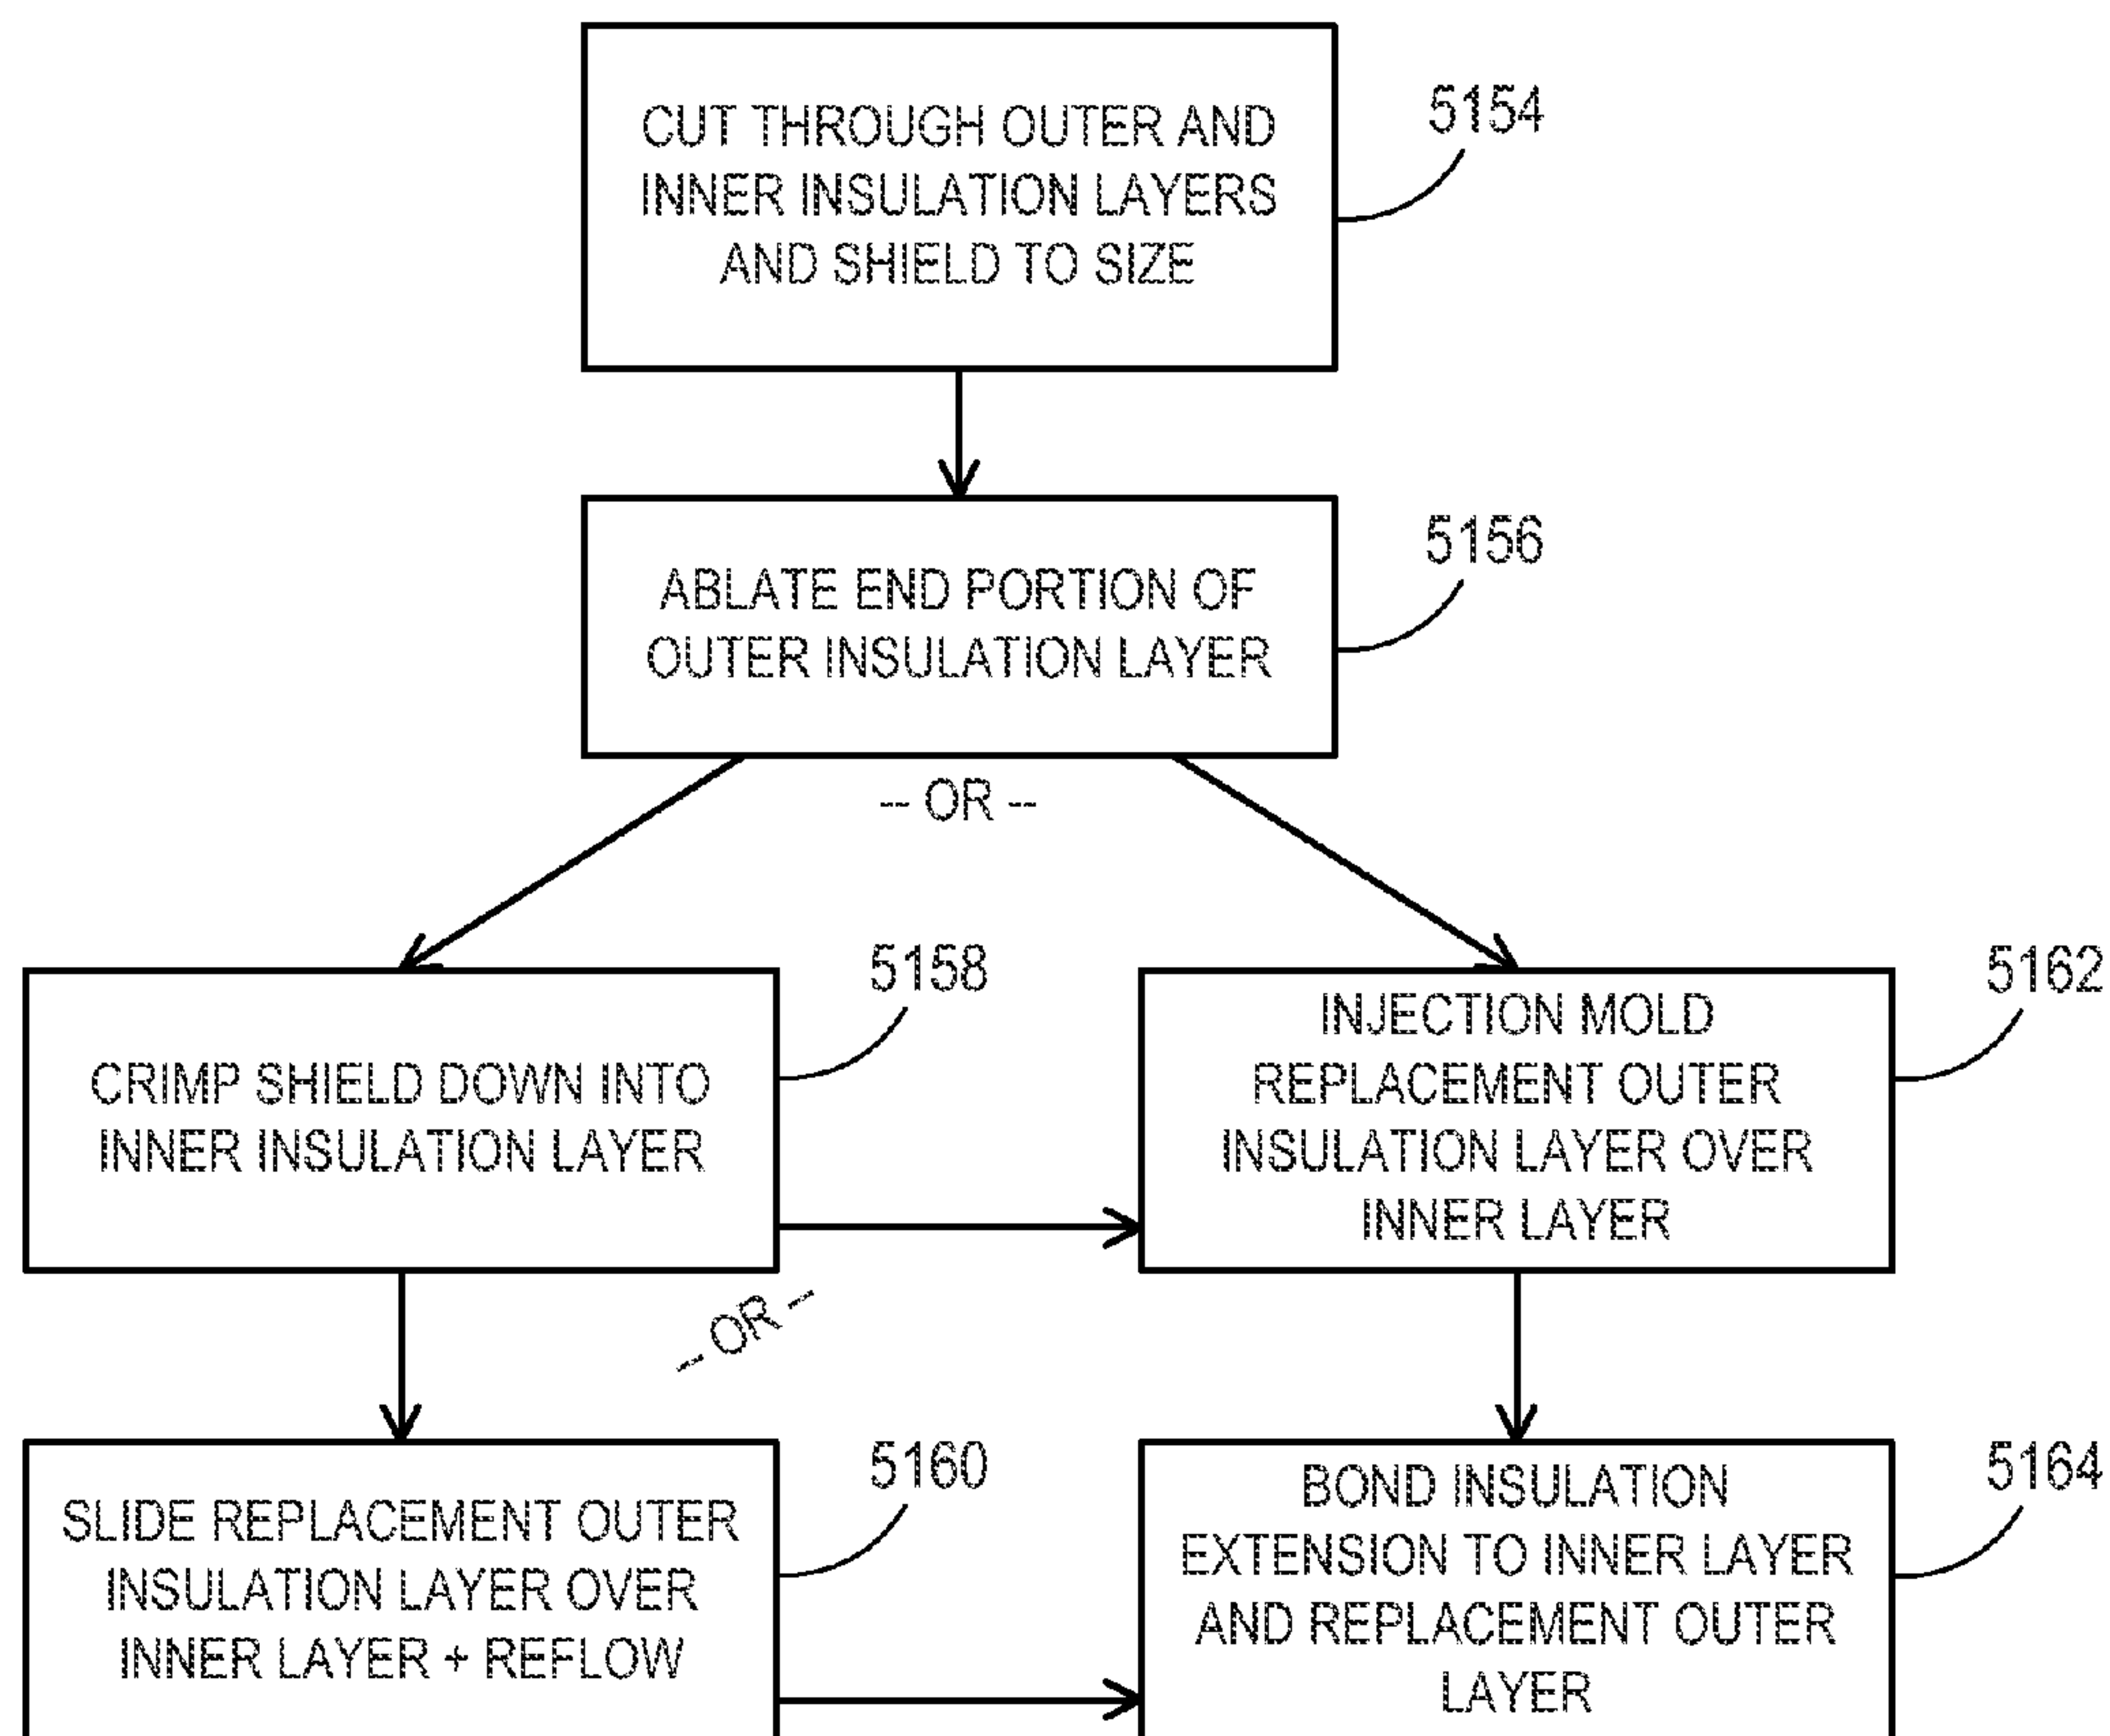 CUT THROUGH OUTER AND
INNER INSULATION LAYERS
AND SHIELD TO SIZE
5154
ABLATE END PORTION OF
OUTER INSULATION LAYER
5156
-- OR --
CRIMP SHIELD DOWN INTO
INNER INSULATION LAYER
5158
INJECTION MOLD
REPLACEMENT OUTER
INSULATION LAYER OVER
INNER LAYER
5162
-- OR --
SLIDE REPLACEMENT OUTER
INSULATION LAYER OVER
INNER LAYER + REFLOW
5160
BOND INSULATION
EXTENSION TO INNER LAYER
AND REPLACEMENT OUTER
LAYER
5164